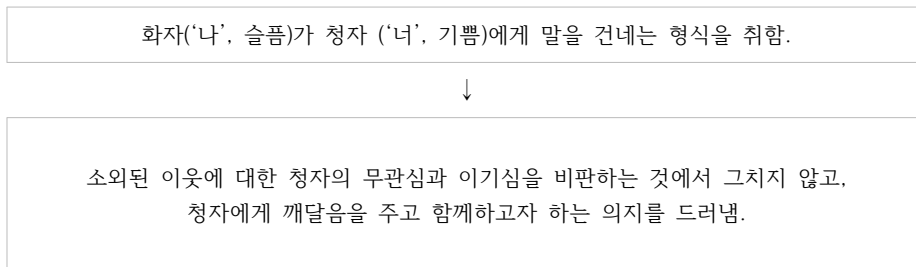 화자(‘나’, 슬픔)가 청자 (‘너’, 기쁨)에게 말을 건네는 형식을 취함.
↓
소외된 이웃에 대한 청자의 무관심과 이기심을 비판하는 것에서 그치지 않고,
청자에게 깨달음을 주고 함께하고자 하는 의지를 드러냄.